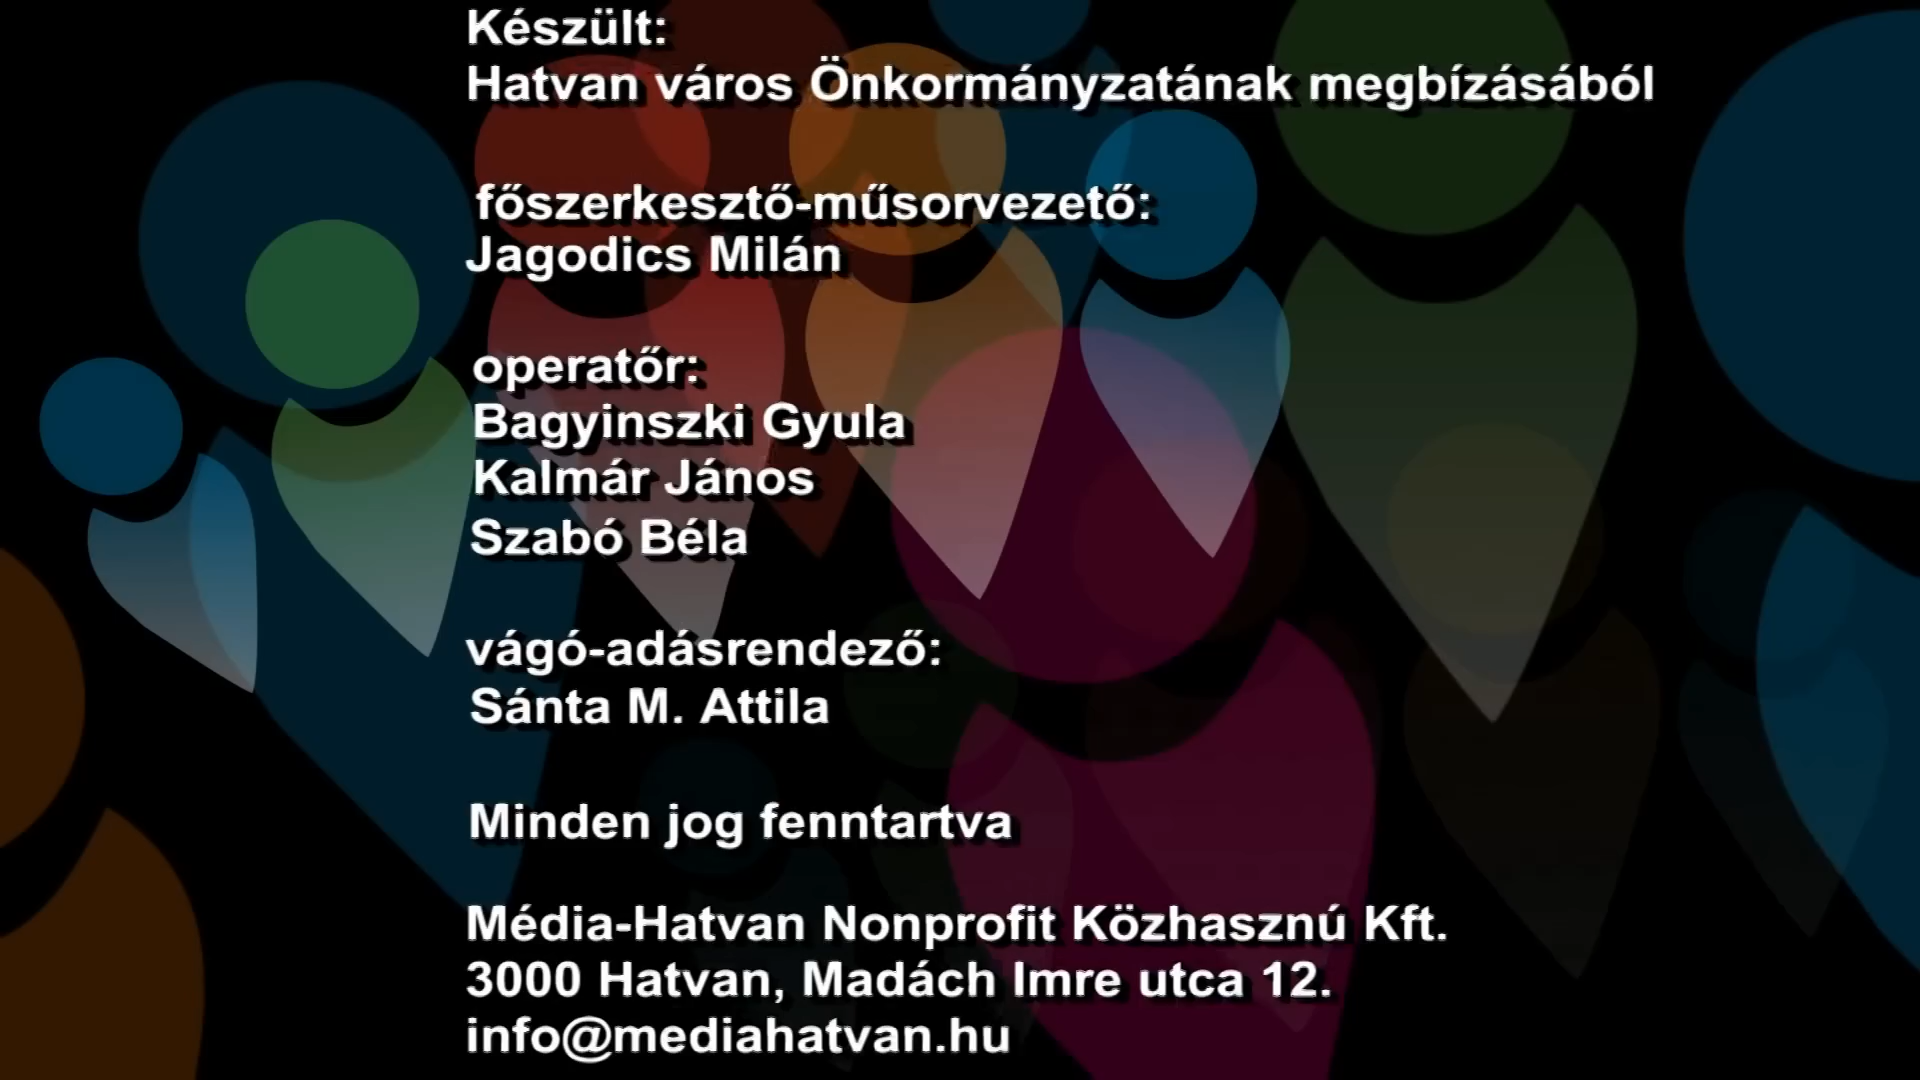 Készült:
Hatvan város Önkormányzatának megbízásából
főszerkesztő-műsorvezető:
Jagodics Milán
operatőr:
Bagyinszki Gyula
Kalmár János
Szabó Béla
vágó-adásrendező:
Sánta M. Attila
Minden jog fenntartva
Média-Hatvan Nonprofit Közhasznú Kft.
3000 Hatvan, Madách Imre utca 12.
info@mediahatvan.hu